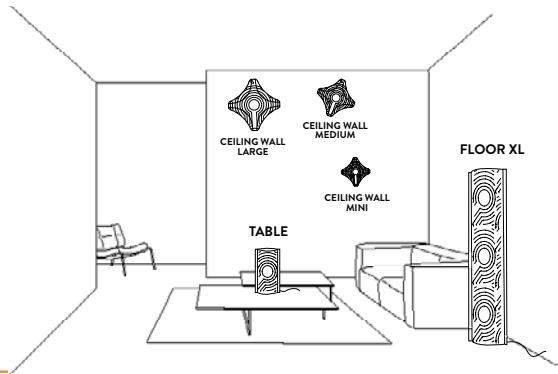 CEILING WALL
LARGE
CEILING WALL
MEDIUM
CEILING WALL
MINI
FLOOR XL
TABLE